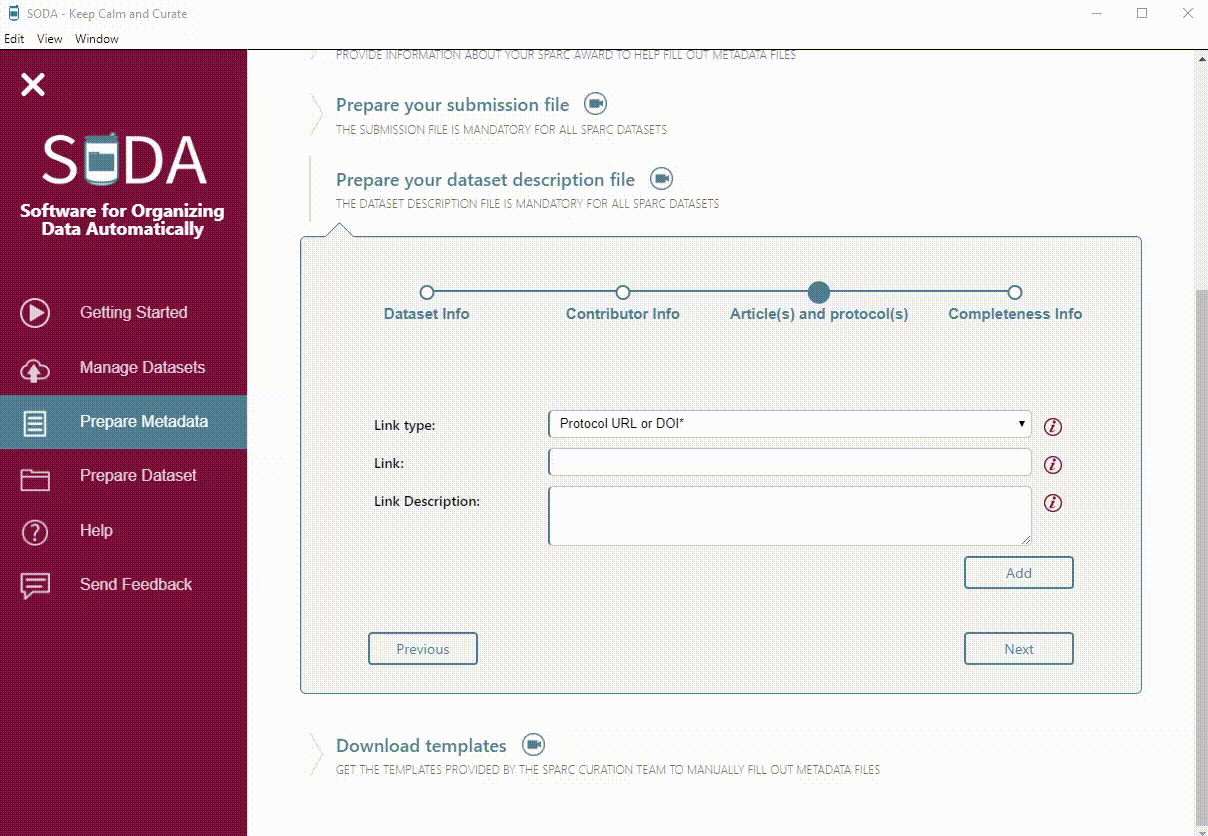 SODA - Keep Calm and Curate
Edit View Window
SODA
Software for Organizing
Data Automatically
Getting Started
Manage Datasets
Prepare Metadata
Prepare Dataset
Help
Send Feedback
PROVIDE INFORMATION ABOUT YOUR SPARC AWARD TO HELP FILL OUT METADATA FILES
Prepare your submission file
THE SUBMISSION FILE IS MANDATORY FOR ALL SPARC DATASETS
Prepare your dataset description file
THE DATASET DESCRIPTION FILE IS MANDATORY FOR ALL SPARC DATASETS
Dataset Info Contributor Info Article(s) and protocol(s) Completeness Info
Link type: Protocol URL or DOI*
Link:
Link Description:
Add
Previous Next
Download templates
GET THE TEMPLATES PROVIDED BY THE SPARC CURATION TEAM TO MANUALLY FILL OUT METADATA FILES